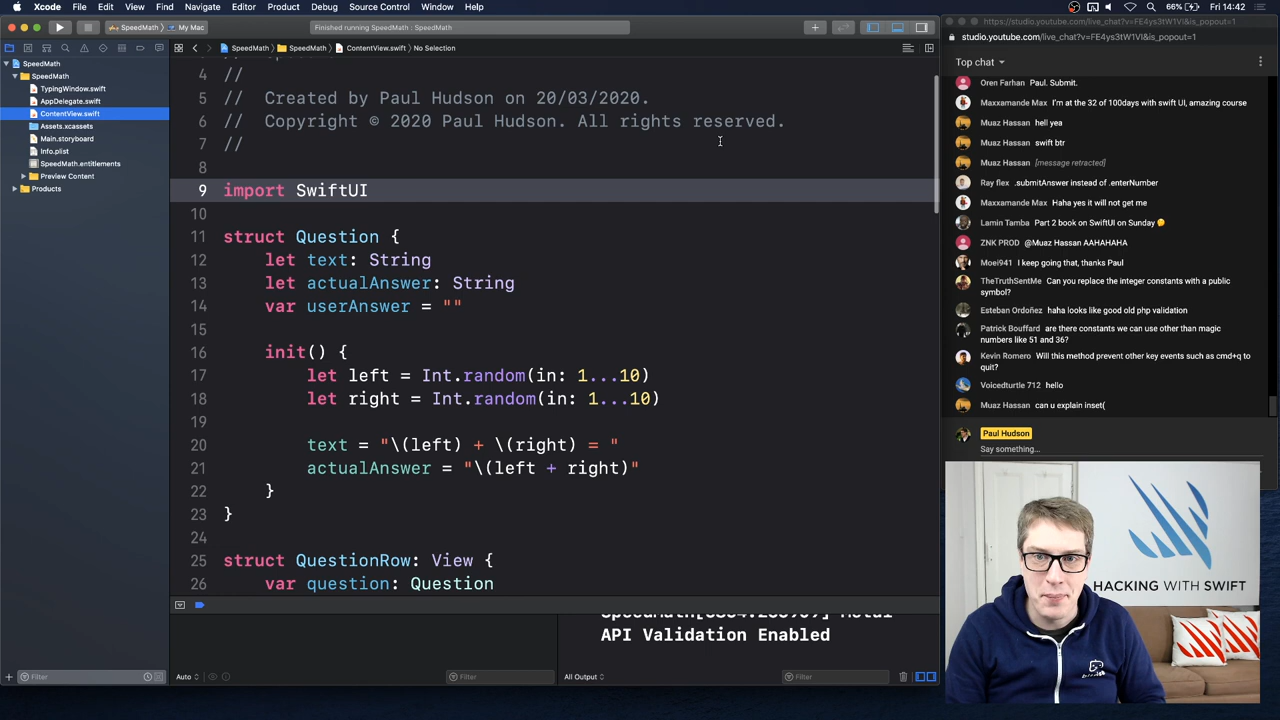 Xcode File Edit View Find Navigate Editor Product Debug Source Control Window Help
66% Fri 14:42
SpeedMath My Mac
Finished running SpeedMath : SpeedMath
https://studio.youtube.com/live_chat?v=FE4ys3tW1VI&is_popout=1
studio.youtube.com/live_chat?v=FE4ys3tW1VI&is_popout=1
SpeedMath SpeedMath ContentView.swift No Selection
SpeedMath
SpeedMath
TypingWindow.swift
AppDelegate.swift
ContentView.swift
Assets.xcassets
Main.storyboard
Info.plist
SpeedMath.entitlements
Preview Content
Products
4 //
5 // Created by Paul Hudson on 20/03/2020.
6 // Copyright © 2020 Paul Hudson. All rights reserved.
7 //
8
9 import SwiftUI
10
11 struct Question {
12 let text: String
13 let actualAnswer: String
14 var userAnswer = ""
15
16 init() {
17 let left = Int.random(in: 1...10)
18 let right = Int.random(in: 1...10)
19
20 text = "\(left) + \(right) = "
21 actualAnswer = "\(left + right)"
22 }
23 }
24
25 struct QuestionRow: View {
26 var question: Question
API Validation Enabled
Filter
Auto
Filter
All Output
Filter
Top chat
Oren Farhan Paul. Submit.
Maxxamande Max I'm at the 32 of 100days with swift UI, amazing course
Muaz Hassan hell yea
Muaz Hassan swift btr
Muaz Hassan [message retracted]
Ray flex .submitAnswer instead of .enterNumber
Maxxamande Max Haha yes it will not get me
Lamin Tamba Part 2 book on SwiftUI on Sunday
ZNK PROD @Muaz Hassan AAHAHAHA
Moei941 I keep going that, thanks Paul
TheTruthSentMe Can you replace the integer constants with a public
symbol?
Esteban Ordoñez haha looks like good old php validation
Patrick Bouffard are there constants we can use other than magic
numbers like 51 and 36?
Kevin Romero Will this method prevent other key events such as cmd+q to
quit?
Voicedturtle 712 hello
Muaz Hassan can u explain inset(
Paul Hudson
Say something...
HACKING WITH SWIFT